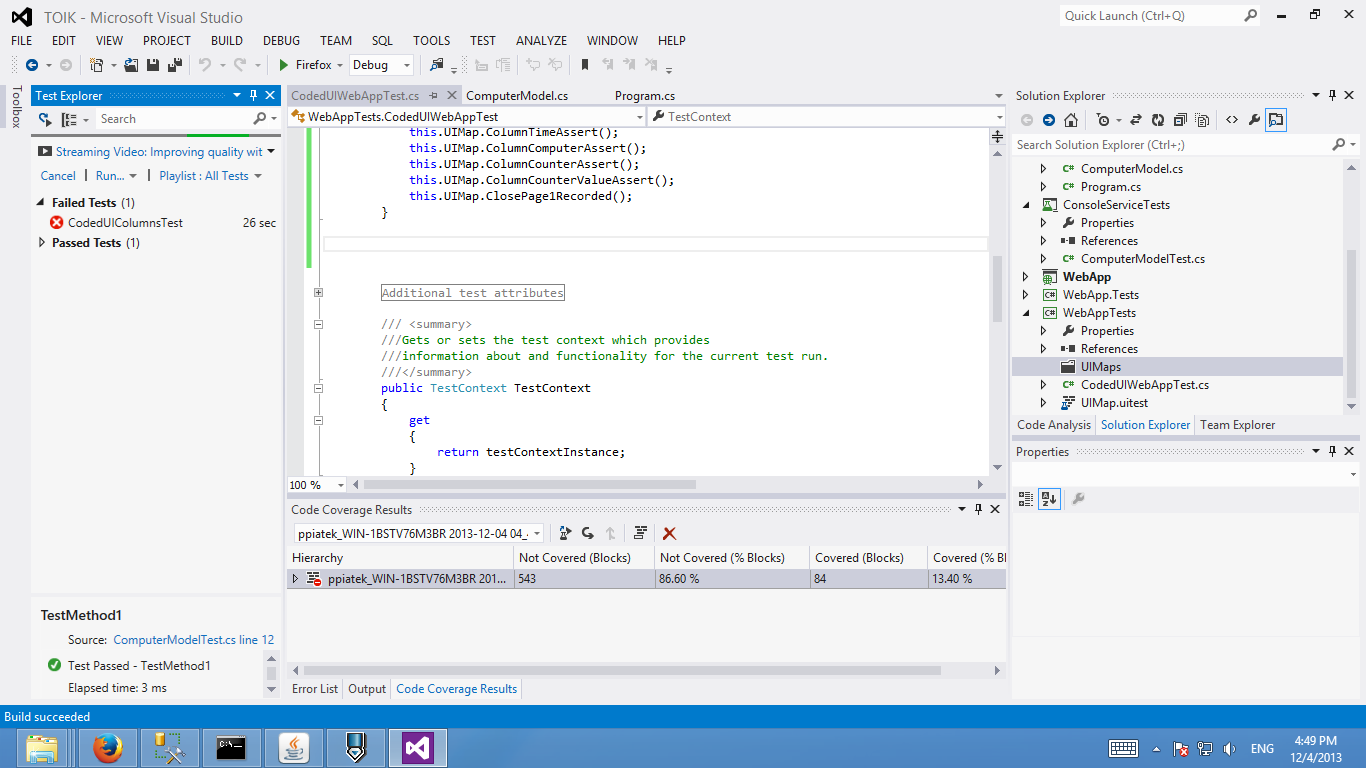 TOIK - Microsoft Visual Studio
Quick Launch (Ctrl+Q)
FILE EDIT VIEW PROJECT BUILD DEBUG TEAM SQL TOOLS TEST ANALYZE WINDOW HELP
Firefox Debug
Toolbox
Test Explorer
Search
Streaming Video: Improving quality wit
Cancel Run... Playlist : All Tests
Failed Tests (1)
CodedUIColumnsTest 26 sec
Passed Tests (1)
TestMethod1
Source: ComputerModelTest.cs line 12
Test Passed - TestMethod1
Elapsed time: 3 ms
CodedUIWebAppTest.cs ComputerModel.cs Program.cs
WebAppTests.CodedUIWebAppTest TestContext
this.UIMap.ColumnTimeAssert();
this.UIMap.ColumnComputerAssert();
this.UIMap.ColumnCounterAssert();
this.UIMap.ColumnCounterValueAssert();
this.UIMap.ClosePage1Recorded();
}
Additional test attributes
/// <summary>
///Gets or sets the test context which provides
///information about and functionality for the current test run.
///</summary>
public TestContext TestContext
{
get
{
return testContextInstance;
}
100 %
Code Coverage Results
ppiatek_WIN-1BSTV76M3BR 2013-12-04 04_
Hierarchy Not Covered (Blocks) Not Covered (% Blocks) Covered (Blocks) Covered (% Bl
ppiatek_WIN-1BSTV76M3BR 201... 543 86.60 % 84 13.40 %
Error List Output Code Coverage Results
Solution Explorer
Search Solution Explorer (Ctrl+;)
ComputerModel.cs
Program.cs
ConsoleServiceTests
Properties
References
ComputerModelTest.cs
WebApp
WebApp.Tests
WebAppTests
Properties
References
UIMaps
CodedUIWebAppTest.cs
UIMap.uitest
Code Analysis Solution Explorer Team Explorer
Properties
Build succeeded
ENG
4:49 PM
12/4/2013